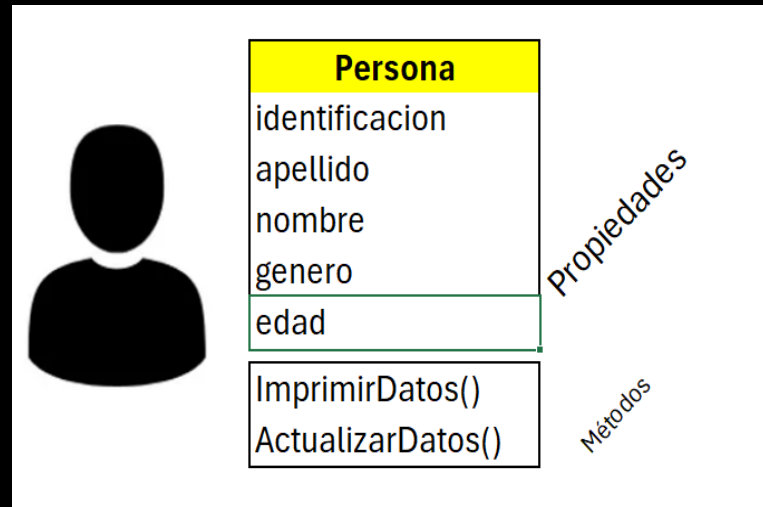 Persona
identificacion
apellido
nombre
genero
edad
Propiedades
ImprimirDatos()
ActualizarDatos()
Métodos